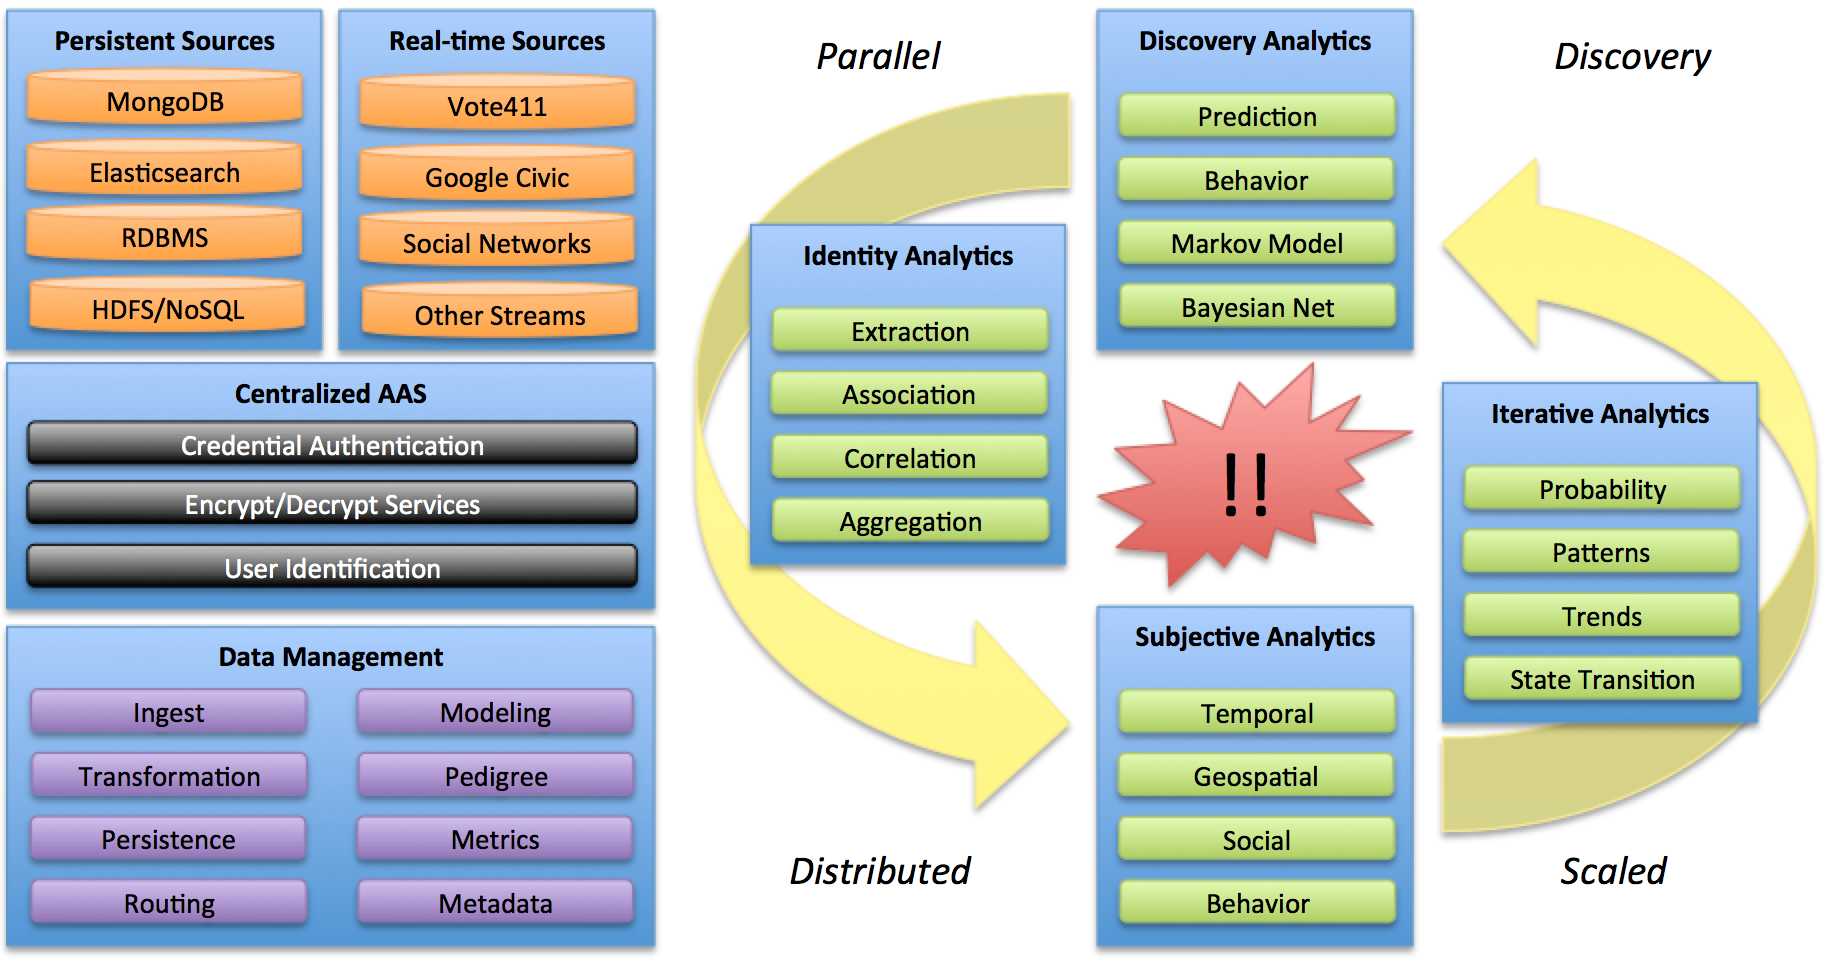 Persistent Sources
MongoDB
Elasticsearch
RDBMS
HDFS/NoSQL
Real-time Sources
Vote411
Google Civic
Social Networks
Other Streams
Centralized AAS
Credential Authentication
Encrypt/Decrypt Services
User Identification
Data Management
Ingest
Modeling
Transformation
Pedigree
Persistence
Metrics
Routing
Metadata
Parallel
Discovery
Discovery Analytics
Prediction
Behavior
Markov Model
Bayesian Net
Identity Analytics
Extraction
Association
Correlation
Aggregation
!!
Iterative Analytics
Probability
Patterns
Trends
State Transition
Subjective Analytics
Temporal
Geospatial
Social
Behavior
Distributed
Scaled